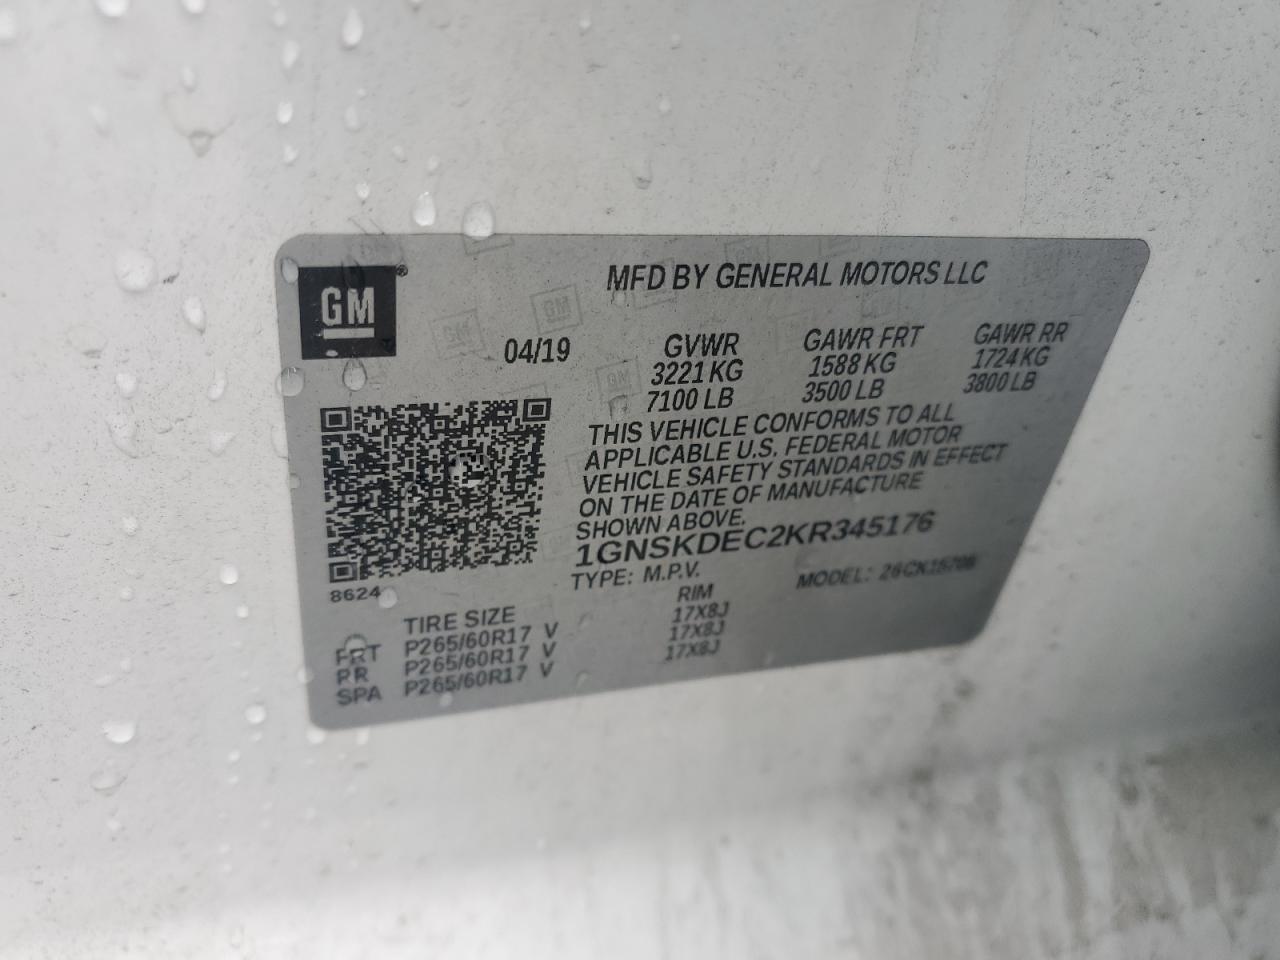 GM
MFD BY GENERAL MOTORS LLC
04/19
GVWR GAWR FRT GAWR RR
3221 KG 1588 KG 1724 KG
7100 LB 3500 LB 3800 LB
THIS VEHICLE CONFORMS TO ALL
APPLICABLE U.S. FEDERAL MOTOR
VEHICLE SAFETY STANDARDS IN EFFECT
ON THE DATE OF MANUFACTURE
SHOWN ABOVE.
1GNSKDEC2KR345176
TYPE: M.P.V. MODEL:
8624
TIRE SIZE RIM
FRT P265/60R17 V 17X8J
RR P265/60R17 V 17X8J
SPA P265/60R17 V 17X8J